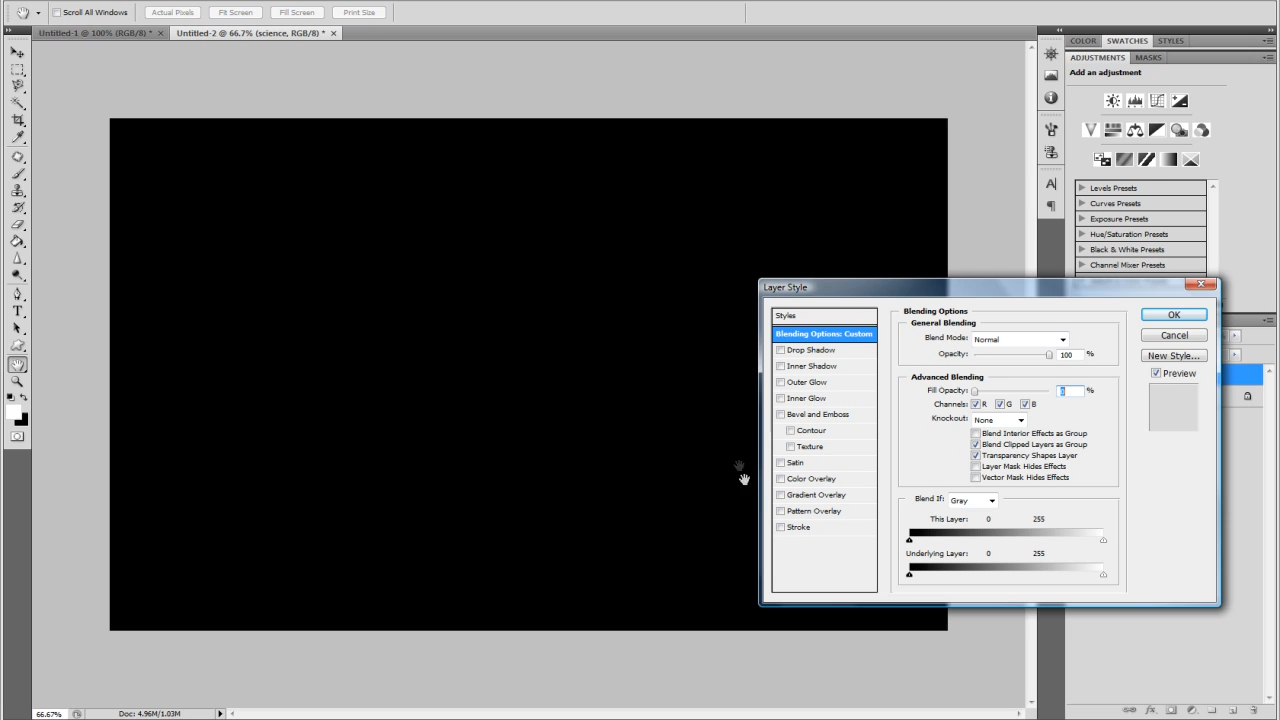 Scroll All Windows
Actual Pixels
Fit Screen
Fill Screen
Print Size
Untitled-1 @ 100% (RGB/8) * ×
Untitled-2 @ 66.7% (science, RGB/8) * ×
COLOR SWATCHES STYLES
ADJUSTMENTS MASKS
Add an adjustment
Levels Presets
Curves Presets
Exposure Presets
Hue/Saturation Presets
Black & White Presets
Channel Mixer Presets
Layer Style
Styles
Blending Options: Custom
Drop Shadow
Inner Shadow
Outer Glow
Inner Glow
Bevel and Emboss
Contour
Texture
Satin
Color Overlay
Gradient Overlay
Pattern Overlay
Stroke
Blending Options
General Blending
Blend Mode: Normal
Opacity: 100 %
Advanced Blending
Fill Opacity: 0 %
Channels: R G B
Knockout: None
Blend Interior Effects as Group
Blend Clipped Layers as Group
Transparency Shapes Layer
Layer Mask Hides Effects
Vector Mask Hides Effects
Blend If: Gray
This Layer: 0 255
Underlying Layer: 0 255
OK
Cancel
New Style...
Preview
66.67%
Doc: 4.96M/1.03M